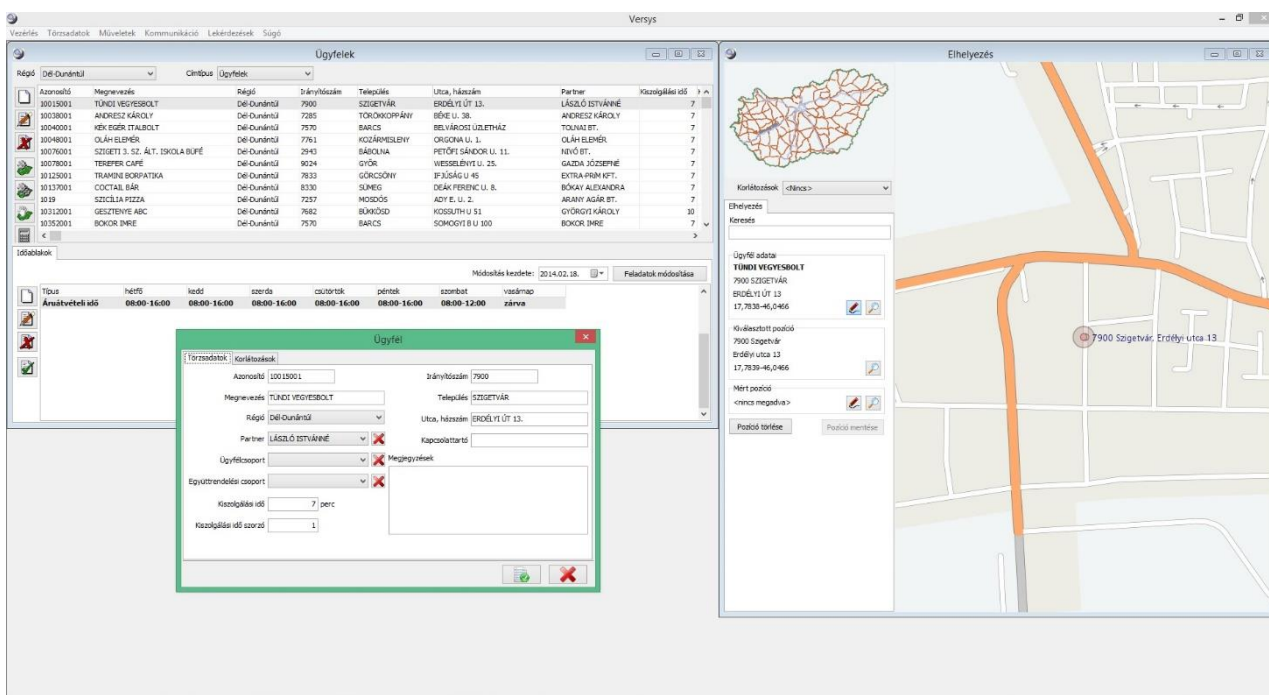 Versys
Vezérlés Törzsadatok Műveletek Kommunikáció Lekérdezések Súgó
Ügyfelek
Régió Dél-Dunántúl Címtípus Ügyfelek
Azonosító Megnevezés Régió Irányítószám Település Utca, házszám Partner Kiszolgálási idő
10015001 TÜNDI VEGYESBOLT Dél-Dunántúl 7900 SZIGETVÁR ERDÉLYI ÚT 13. LÁSZLÓ ISTVÁNNÉ 7
10038001 ANDRESZ KÁROLY Dél-Dunántúl 7285 TÖRÖKKOPPÁNY BÉKE U. 38. ANDRESZ KÁROLY 7
10040001 KÉK EGÉR ITALBOLT Dél-Dunántúl 7570 BARCS BELVÁROSI ÜZLETHÁZ TOLNAI BT. 7
10048001 OLÁH ELEMÉR Dél-Dunántúl 7761 KOZÁRMISLENY ORGONA U. 1. OLÁH ELEMÉR 7
10076001 SZIGETI 3. SZ. ÁLT. ISKOLA BÜFÉ Dél-Dunántúl 2943 BÁBOLNA PETŐFI SÁNDOR U. 11. NIVÓ BT. 7
10078001 TEREFER CAFÉ Dél-Dunántúl 9024 GYŐR WESSELÉNYI U. 25. GAZDA JÓZSEFNÉ 7
10125001 TRAMINI BORPATIKA Dél-Dunántúl 7833 GÖRCSÖNY IFJÚSÁG U 45 EXTRA-PRIM KFT. 7
10137001 COCTAIL BÁR Dél-Dunántúl 8330 SÜMEG DEÁK FERENC U. 8. BÓKAY ALEXANDRA 7
1019 SZICÍLIA PIZZA Dél-Dunántúl 7257 MOSDÓS ADY E. U. 2. ARANY AGÁR BT. 7
10312001 GESZTENYE ABC Dél-Dunántúl 7682 BÜKKÖSD KOSSUTH U 51 GYÖRGYI KÁROLY 10
10352001 BOKOR IMRE Dél-Dunántúl 7570 BARCS SOMOGYI B U 100 BOKOR IMRE 7
Időablakok
Módosítás kezdete: 2014.02.18. Feladatok módosítása
Típus hétfő kedd szerda csütörtök péntek szombat vasárnap
Áruátvételi idő 08:00-16:00 08:00-16:00 08:00-16:00 08:00-16:00 08:00-16:00 08:00-12:00 zárva
Ügyfél
Törzsadatok Korlátozások
Azonosító 10015001 Irányítószám 7900
Megnevezés TÜNDI VEGYESBOLT Település SZIGETVÁR
Régió Dél-Dunántúl Utca, házszám ERDÉLYI ÚT 13.
Partner LÁSZLÓ ISTVÁNNÉ Kapcsolattartó
Ügyfélcsoport Megjegyzések
Együttrendelési csoport
Kiszolgálási idő 7 perc
Kiszolgálási idő szorzó 1
Elhelyezés
Korlátozások <Nincs>
Elhelyezés
Keresés
Ügyfél adatai
TÜNDI VEGYESBOLT
7900 SZIGETVÁR
ERDÉLYI ÚT 13
17,7838-46,0466
Kiválasztott pozíció
7900 Szigetvár
Erdélyi utca 13
17,7839-46,0466
Mért pozíció
<nincs megadva>
Pozíció törlése Pozíció mentése
7900 Szigetvár, Erdélyi utca 13